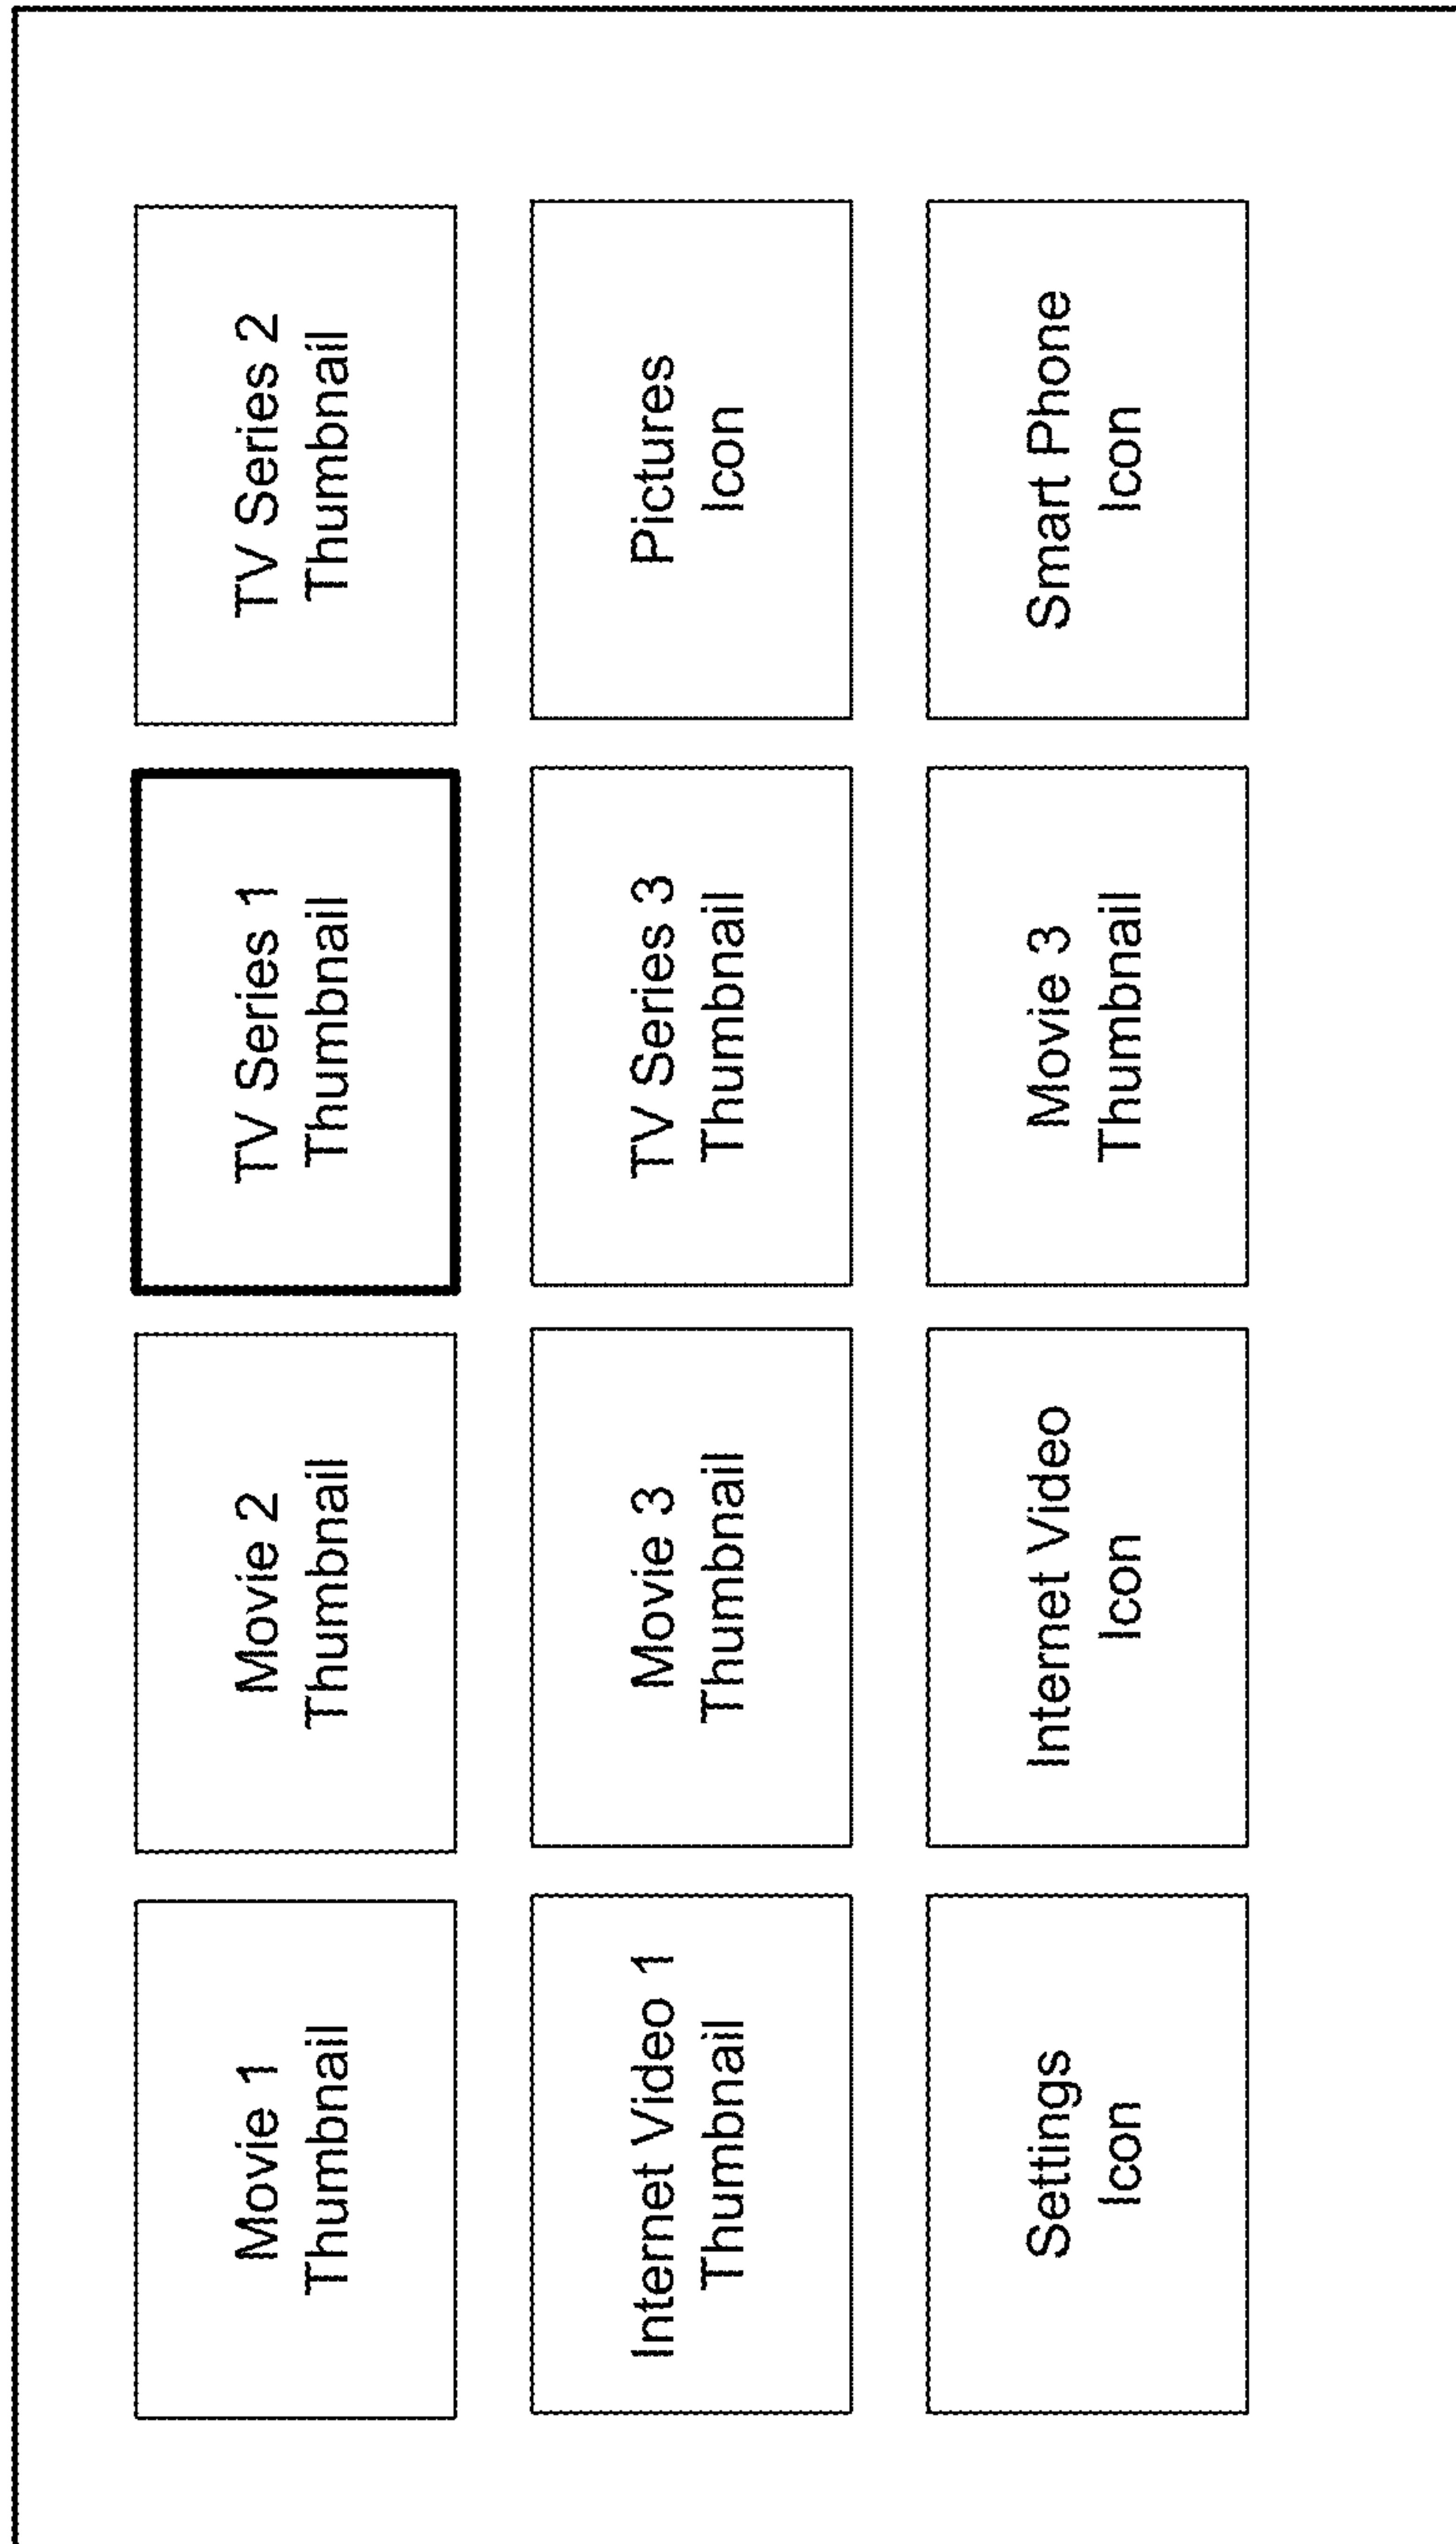 Movie 1
Thumbnail
Movie 2
Thumbnail
TV Series 1
Thumbnail
TV Series 2
Thumbnail
Internet Video 1
Thumbnail
Movie 3
Thumbnail
TV Series 3
Thumbnail
Pictures
Icon
Settings
Icon
Internet Video
Icon
Movie 3
Thumbnail
Smart Phone
Icon